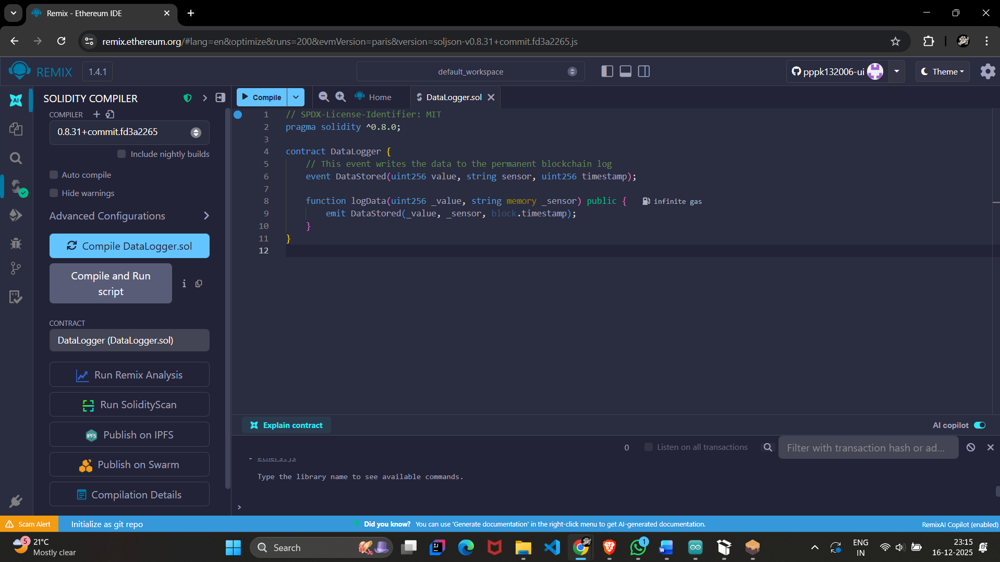 Remix - Ethereum IDE
remix.ethereum.org/#lang=en&optimize&runs=200&evmVersion=paris&version=soljson-v0.8.31+commit.fd3a2265.js
REMIX
1.4.1
default_workspace
pppk132006-ui
Theme
AI
SOLIDITY COMPILER
COMPILER
0.8.31+commit.fd3a2265
Include nightly builds
Auto compile
Hide warnings
Advanced Configurations
Compile DataLogger.sol
Compile and Run
script
i
CONTRACT
DataLogger (DataLogger.sol)
Run Remix Analysis
Run SolidityScan
IPFS
Publish on IPFS
Publish on Swarm
Compilation Details
Compile
Home
DataLogger.sol
1 // SPDX-License-Identifier: MIT
2 pragma solidity ^0.8.0;
3
4 contract DataLogger {
5 // This event writes the data to the permanent blockchain log
6 event DataStored(uint256 value, string sensor, uint256 timestamp);
7
8 function logData(uint256 _value, string memory _sensor) public { infinite gas
9 emit DataStored(_value, _sensor, block.timestamp);
10 }
11 }
12
Explain contract
AI copilot
0
Listen on all transactions
Filter with transaction hash or ad...
ethers.js
Type the library name to see available commands.
>
Scam Alert
Initialize as git repo
Did you know? You can use 'Generate documentation' in the right-click menu to get AI-generated documentation.
RemixAI Copilot (enabled)
5
21°C
Mostly clear
Search
1
ENG
IN
23:15
16-12-2025